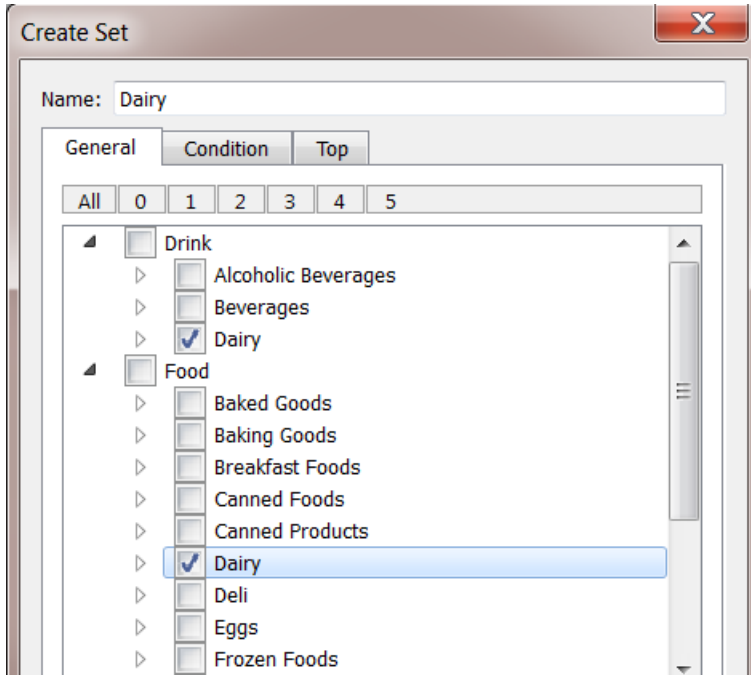 Create Set
Name: Dairy
General Condition Top
All 0 1 2 3 4 5
Drink
Alcoholic Beverages
Beverages
Dairy
Food
Baked Goods
Baking Goods
Breakfast Foods
Canned Foods
Canned Products
Dairy
Deli
Eggs
Frozen Foods